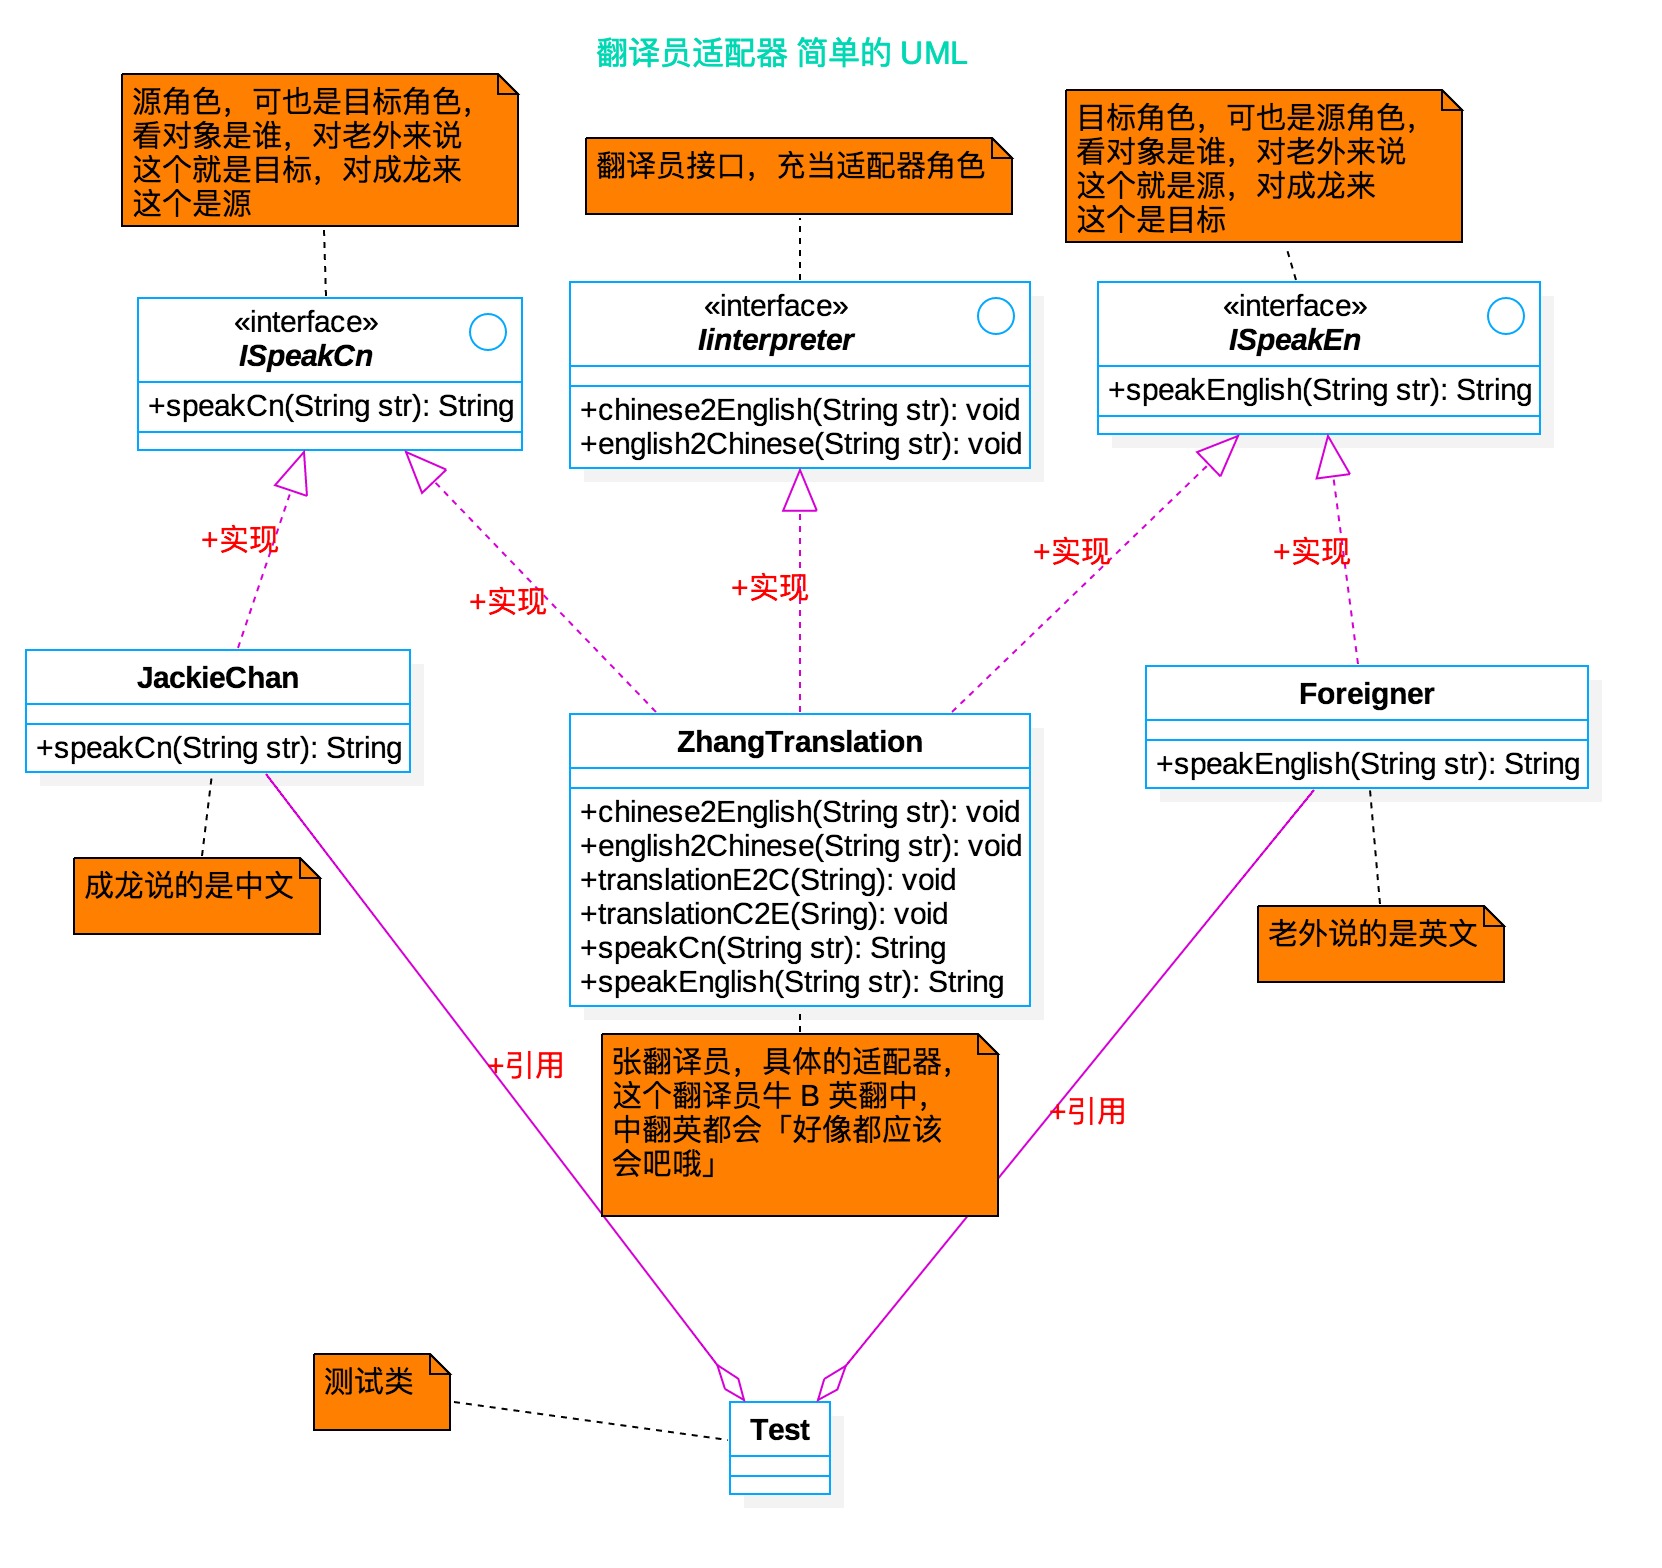 翻译员适配器 简单的 UML
源角色，可也是目标角色，
看对象是谁，对老外来说
这个就是目标，对成龙来
这个是源
翻译员接口，充当适配器角色
目标角色，可也是源角色，
看对象是谁，对老外来说
这个就是源，对成龙来
这个是目标
«interface»
ISpeakCn
+speakCn(String str): String
«interface»
Iinterpreter
+chinese2English(String str): void
+english2Chinese(String str): void
«interface»
ISpeakEn
+speakEnglish(String str): String
+实现
+实现
+实现
+实现
+实现
JackieChan
+speakCn(String str): String
ZhangTranslation
+chinese2English(String str): void
+english2Chinese(String str): void
+translationE2C(String): void
+translationC2E(Sring): void
+speakCn(String str): String
+speakEnglish(String str): String
Foreigner
+speakEnglish(String str): String
成龙说的是中文
老外说的是英文
+引用
张翻译员，具体的适配器，
这个翻译员牛 B 英翻中，
中翻英都会「好像都应该
会吧哦」
+引用
测试类
Test